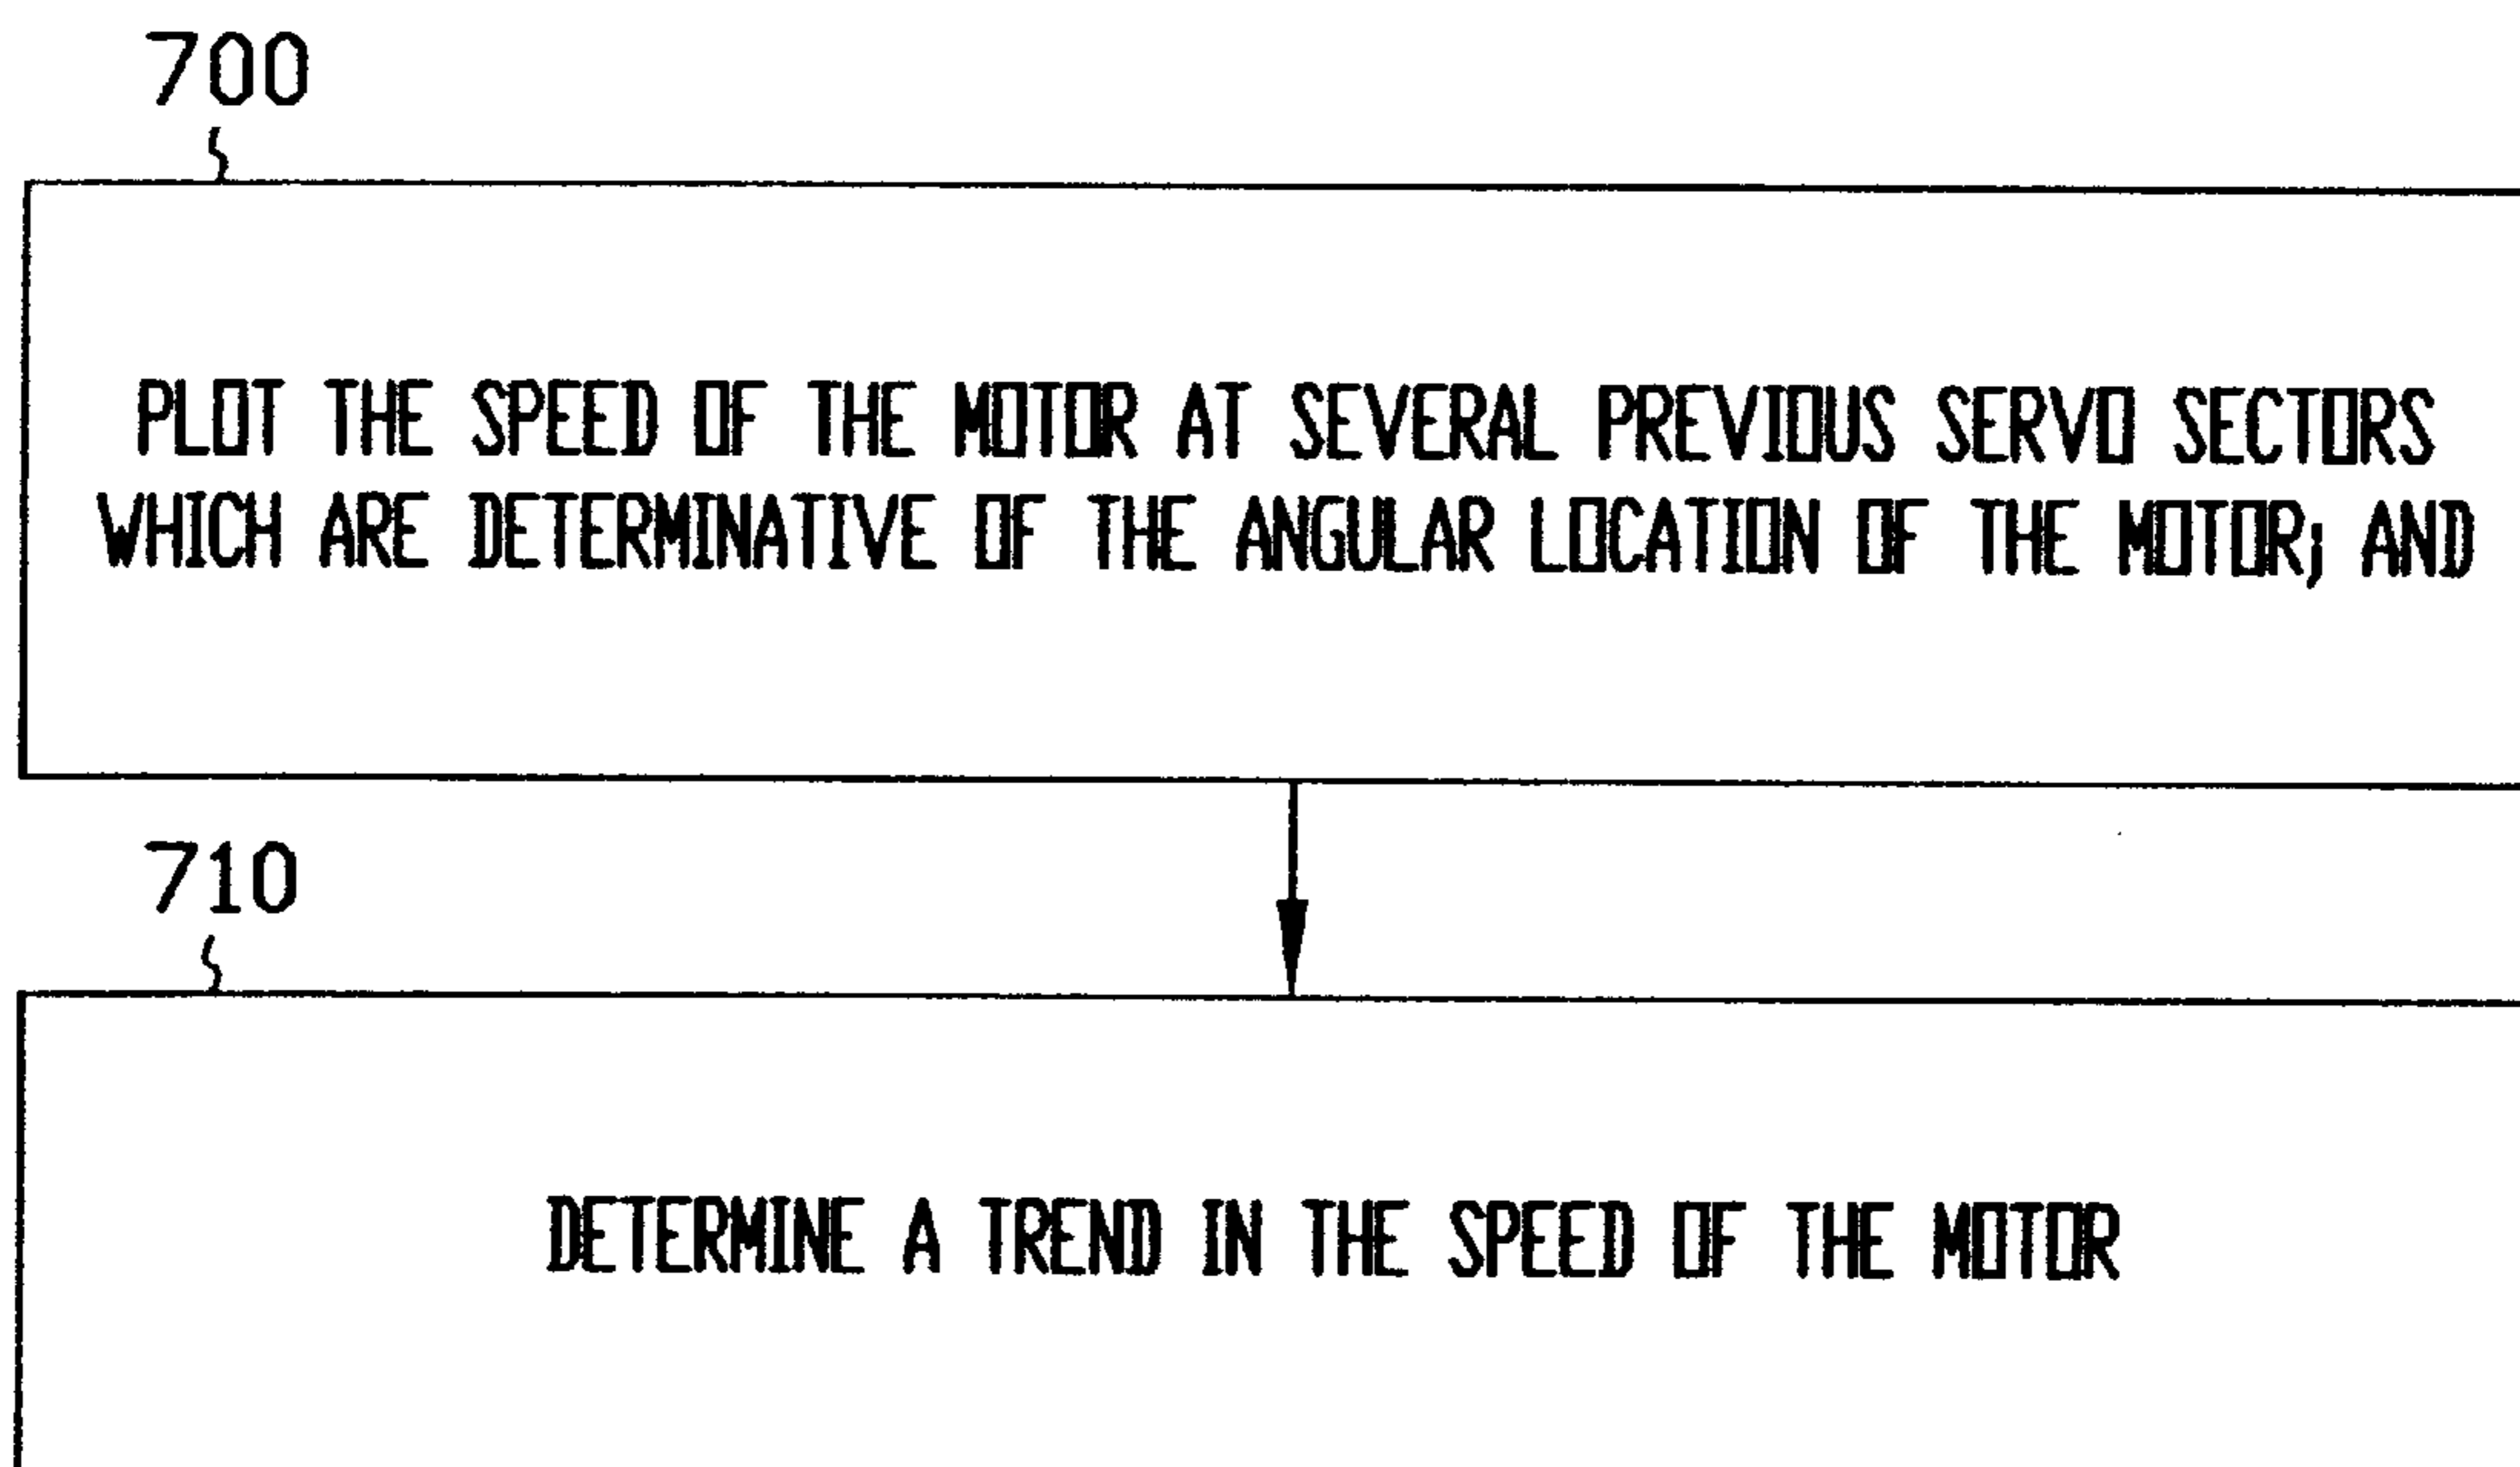 700
PLOT THE SPEED OF THE MOTOR AT SEVERAL PREVIOUS SERVO SECTORS
WHICH ARE DETERMINATIVE OF THE ANGULAR LOCATION OF THE MOTOR; AND
710
DETERMINE A TREND IN THE SPEED OF THE MOTOR